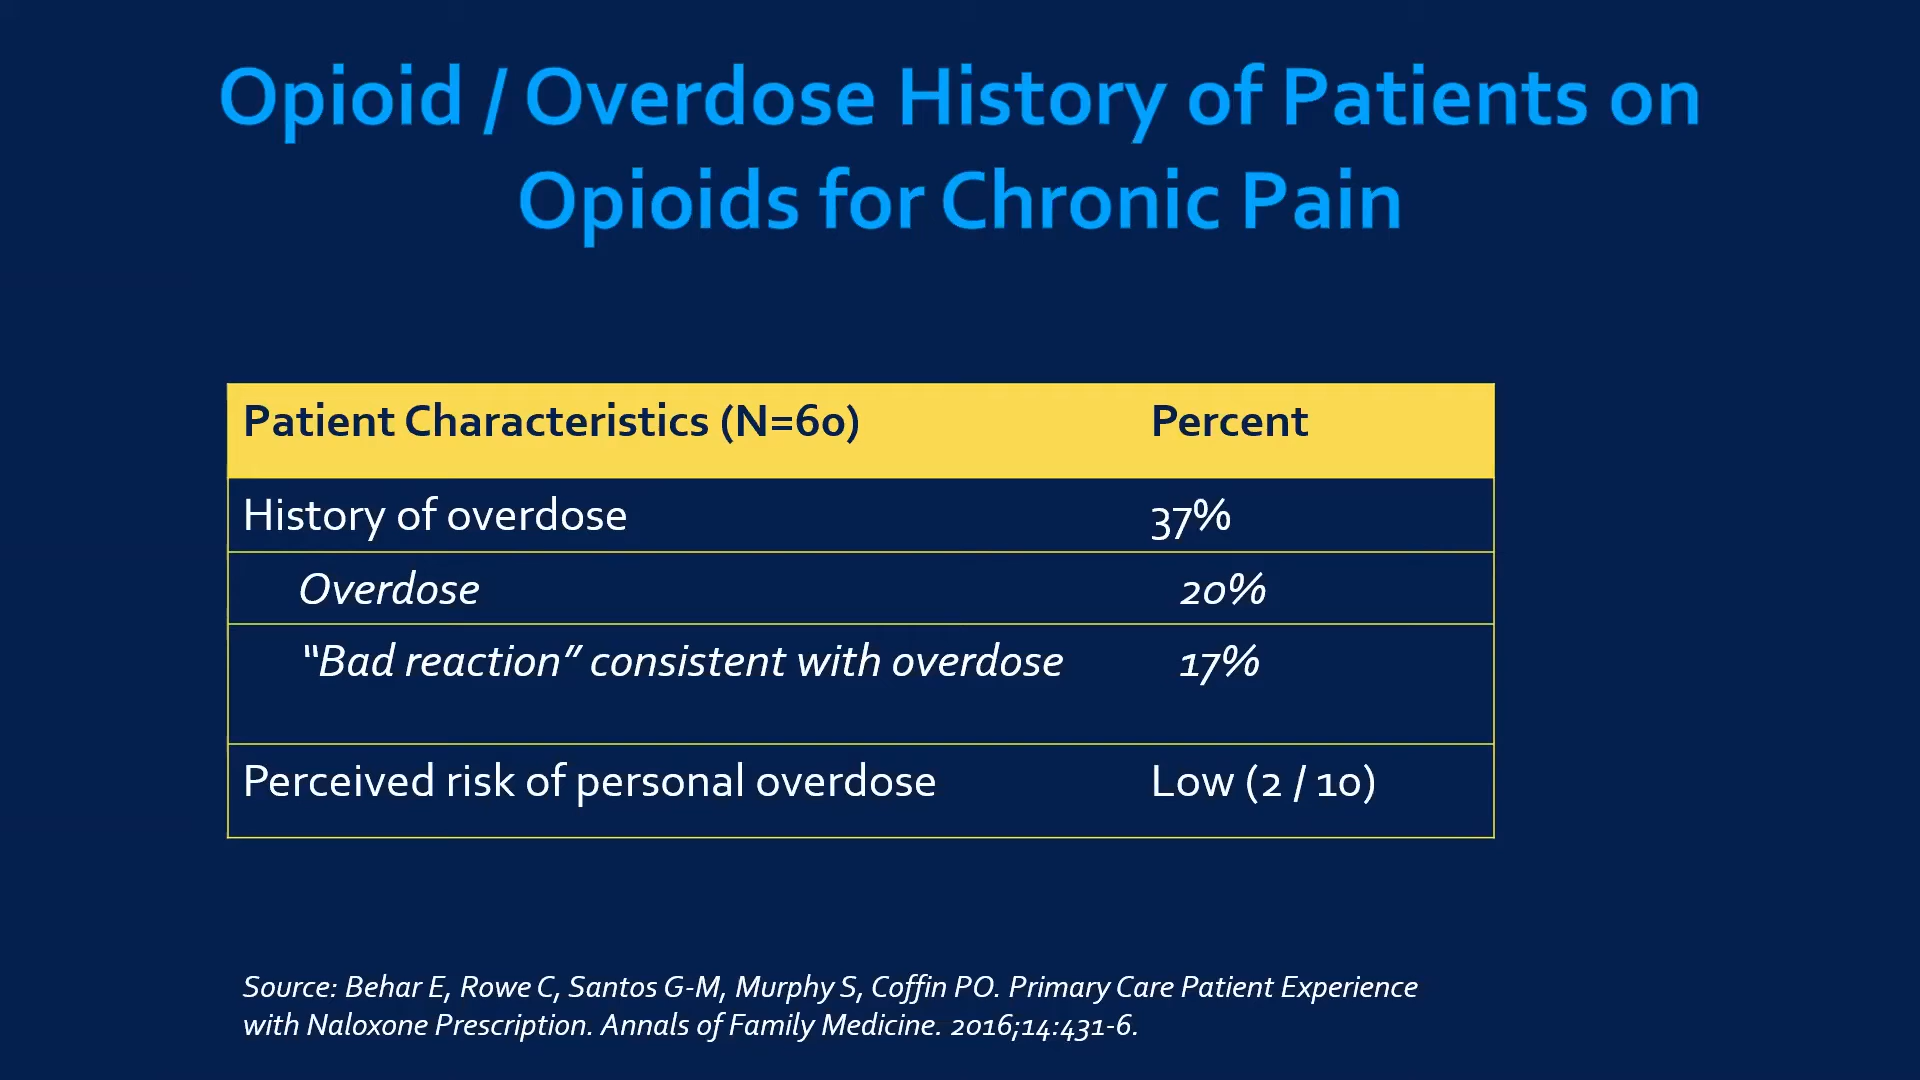 Opioid / Overdose History of Patients on
Opioids for Chronic Pain
Patient Characteristics (N=60) Percent
History of overdose 37%
Overdose 20%
“Bad reaction” consistent with overdose 17%
Perceived risk of personal overdose Low (2 / 10)
Source: Behar E, Rowe C, Santos G-M, Murphy S, Coffin PO. Primary Care Patient Experience
with Naloxone Prescription. Annals of Family Medicine. 2016;14:431-6.